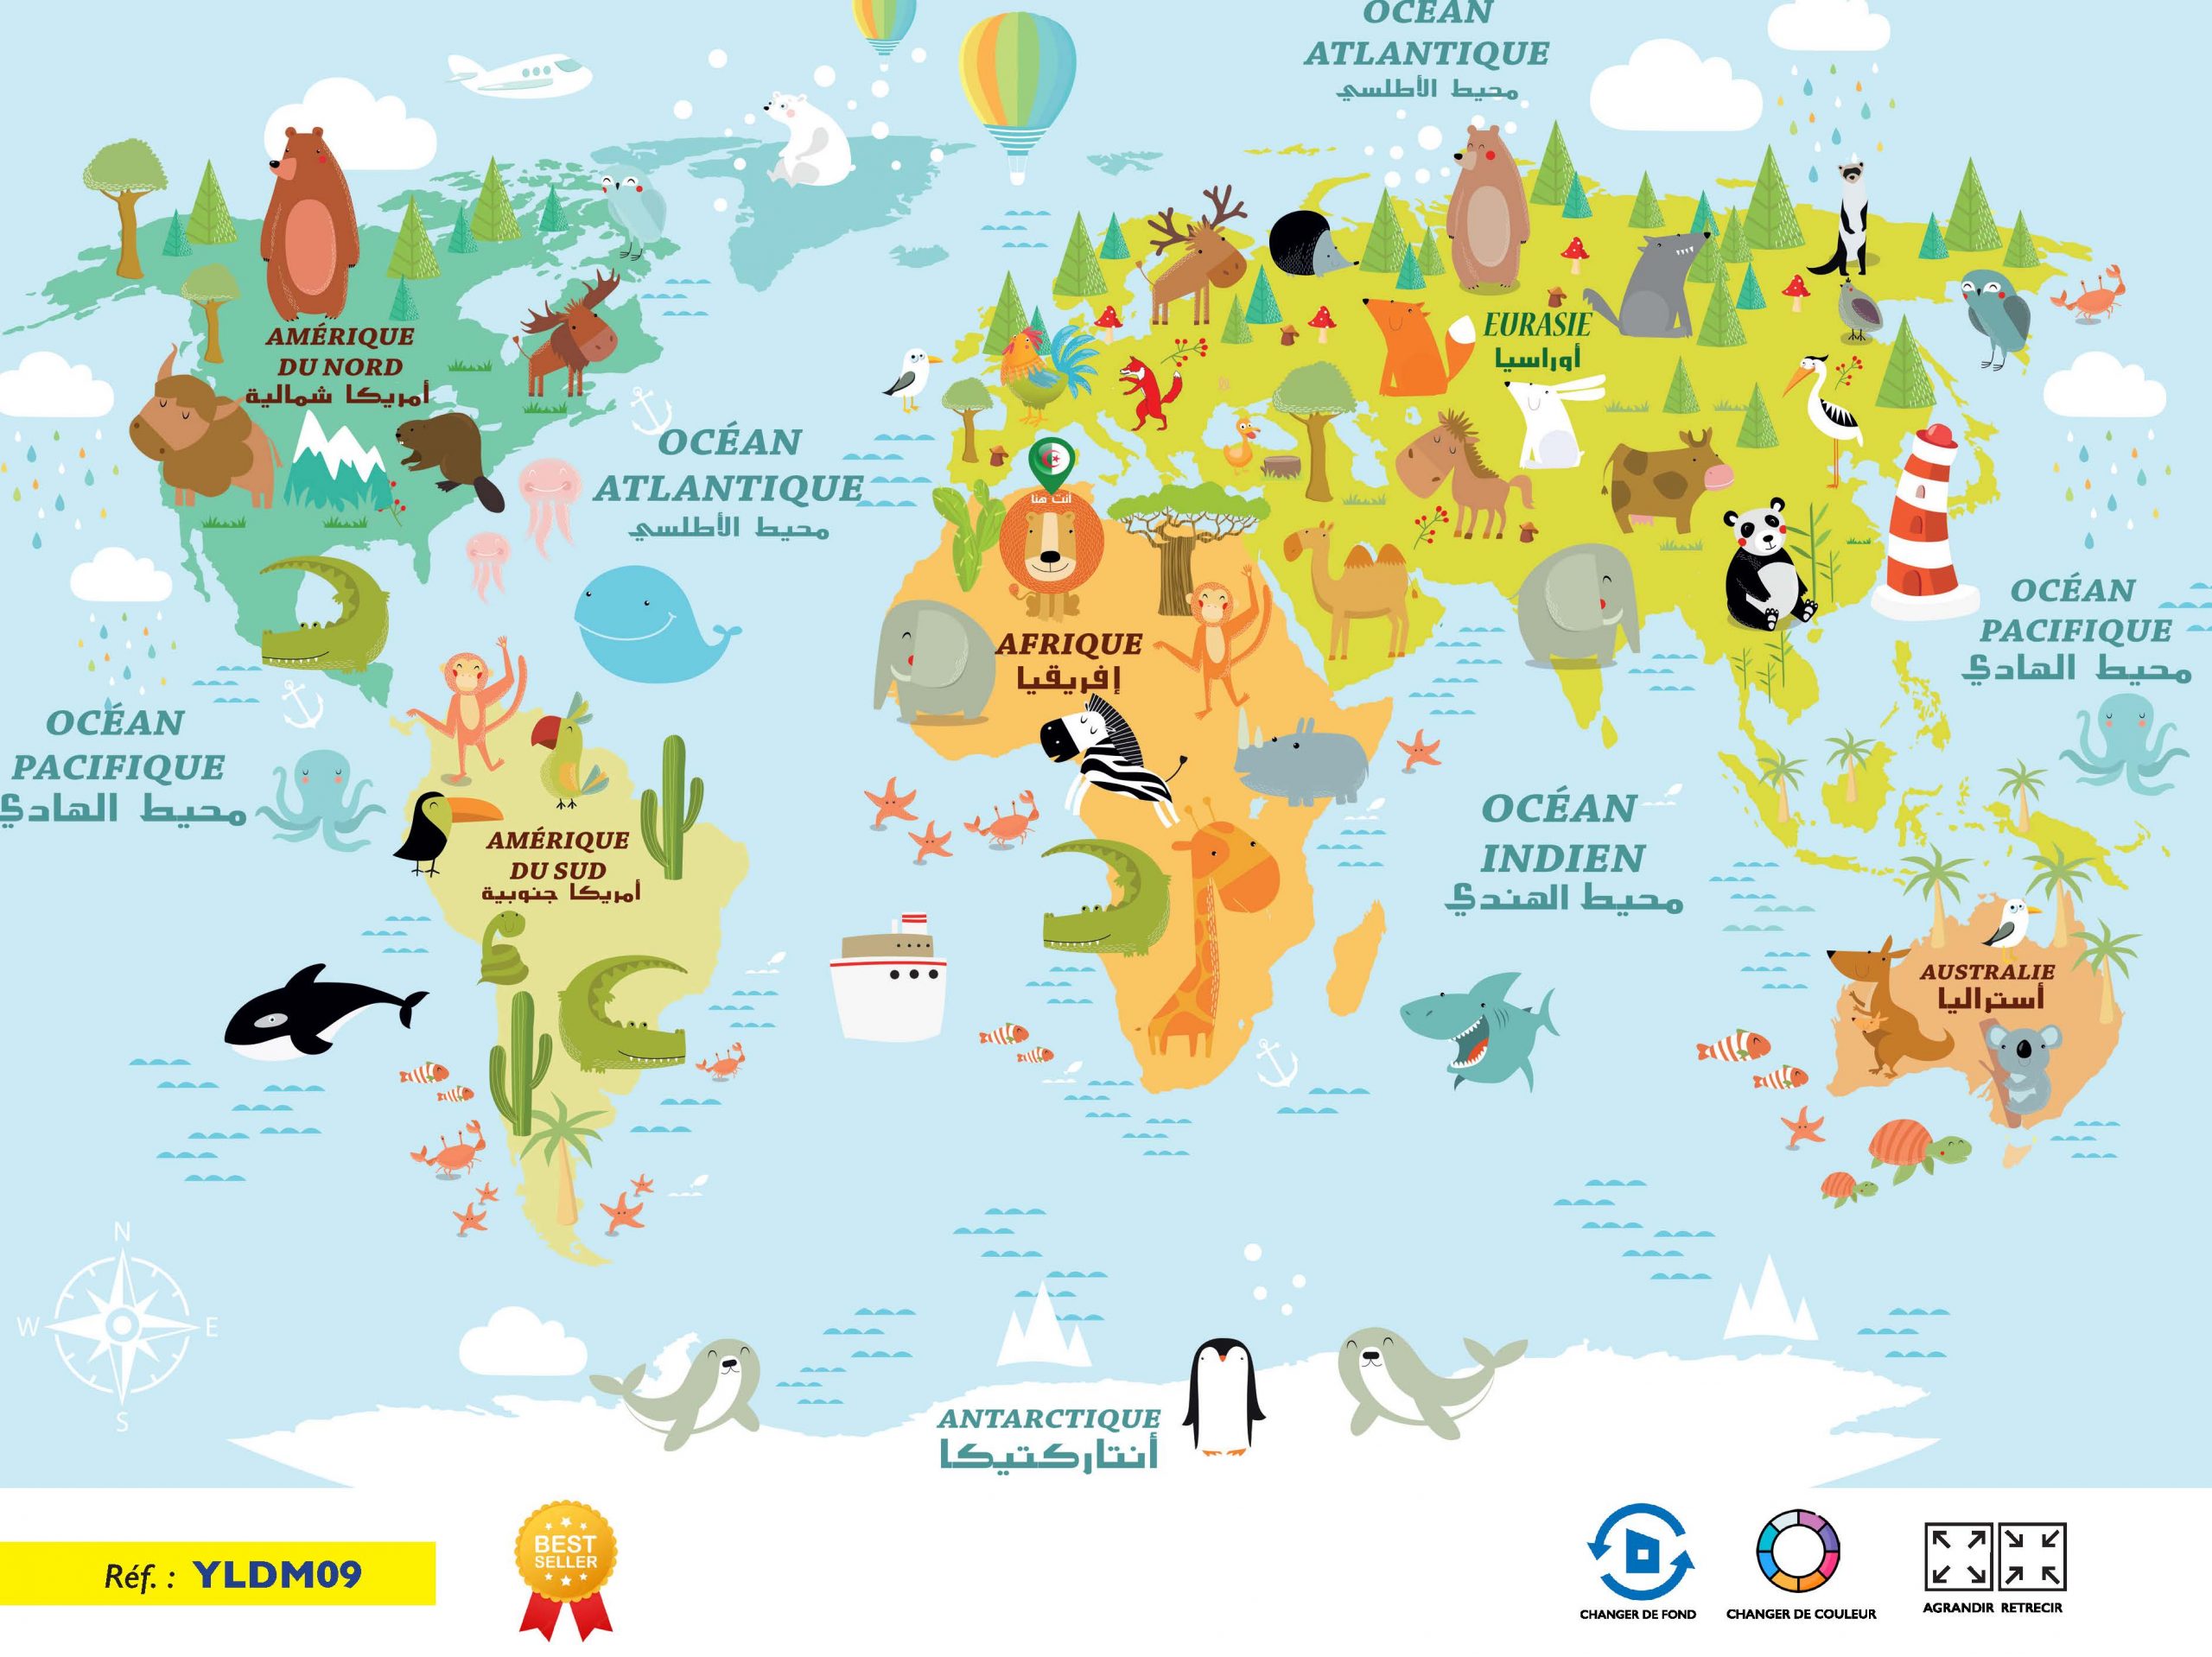 OCÉAN
ATLANTIQUE
محيط الأطلسي
AMÉRIQUE
DU NORD
أمريكا شمالية
EURASIE
أوراسيا
OCÉAN
ATLANTIQUE
محيط الأطلسي
أنت هنا
OCÉAN
PACIFIQUE
محيط الهادي
AFRIQUE
إفريقيا
OCÉAN
PACIFIQUE
محيط الهادي
OCÉAN
INDIEN
محيط الهندي
AMÉRIQUE
DU SUD
أمريكا جنوبية
AUSTRALIE
أستراليا
N
W E
S
ANTARCTIQUE
أنتاركتيكا
Réf. : YLDM09
BEST
SELLER
CHANGER DE FOND
CHANGER DE COULEUR
AGRANDIR RETRECIR